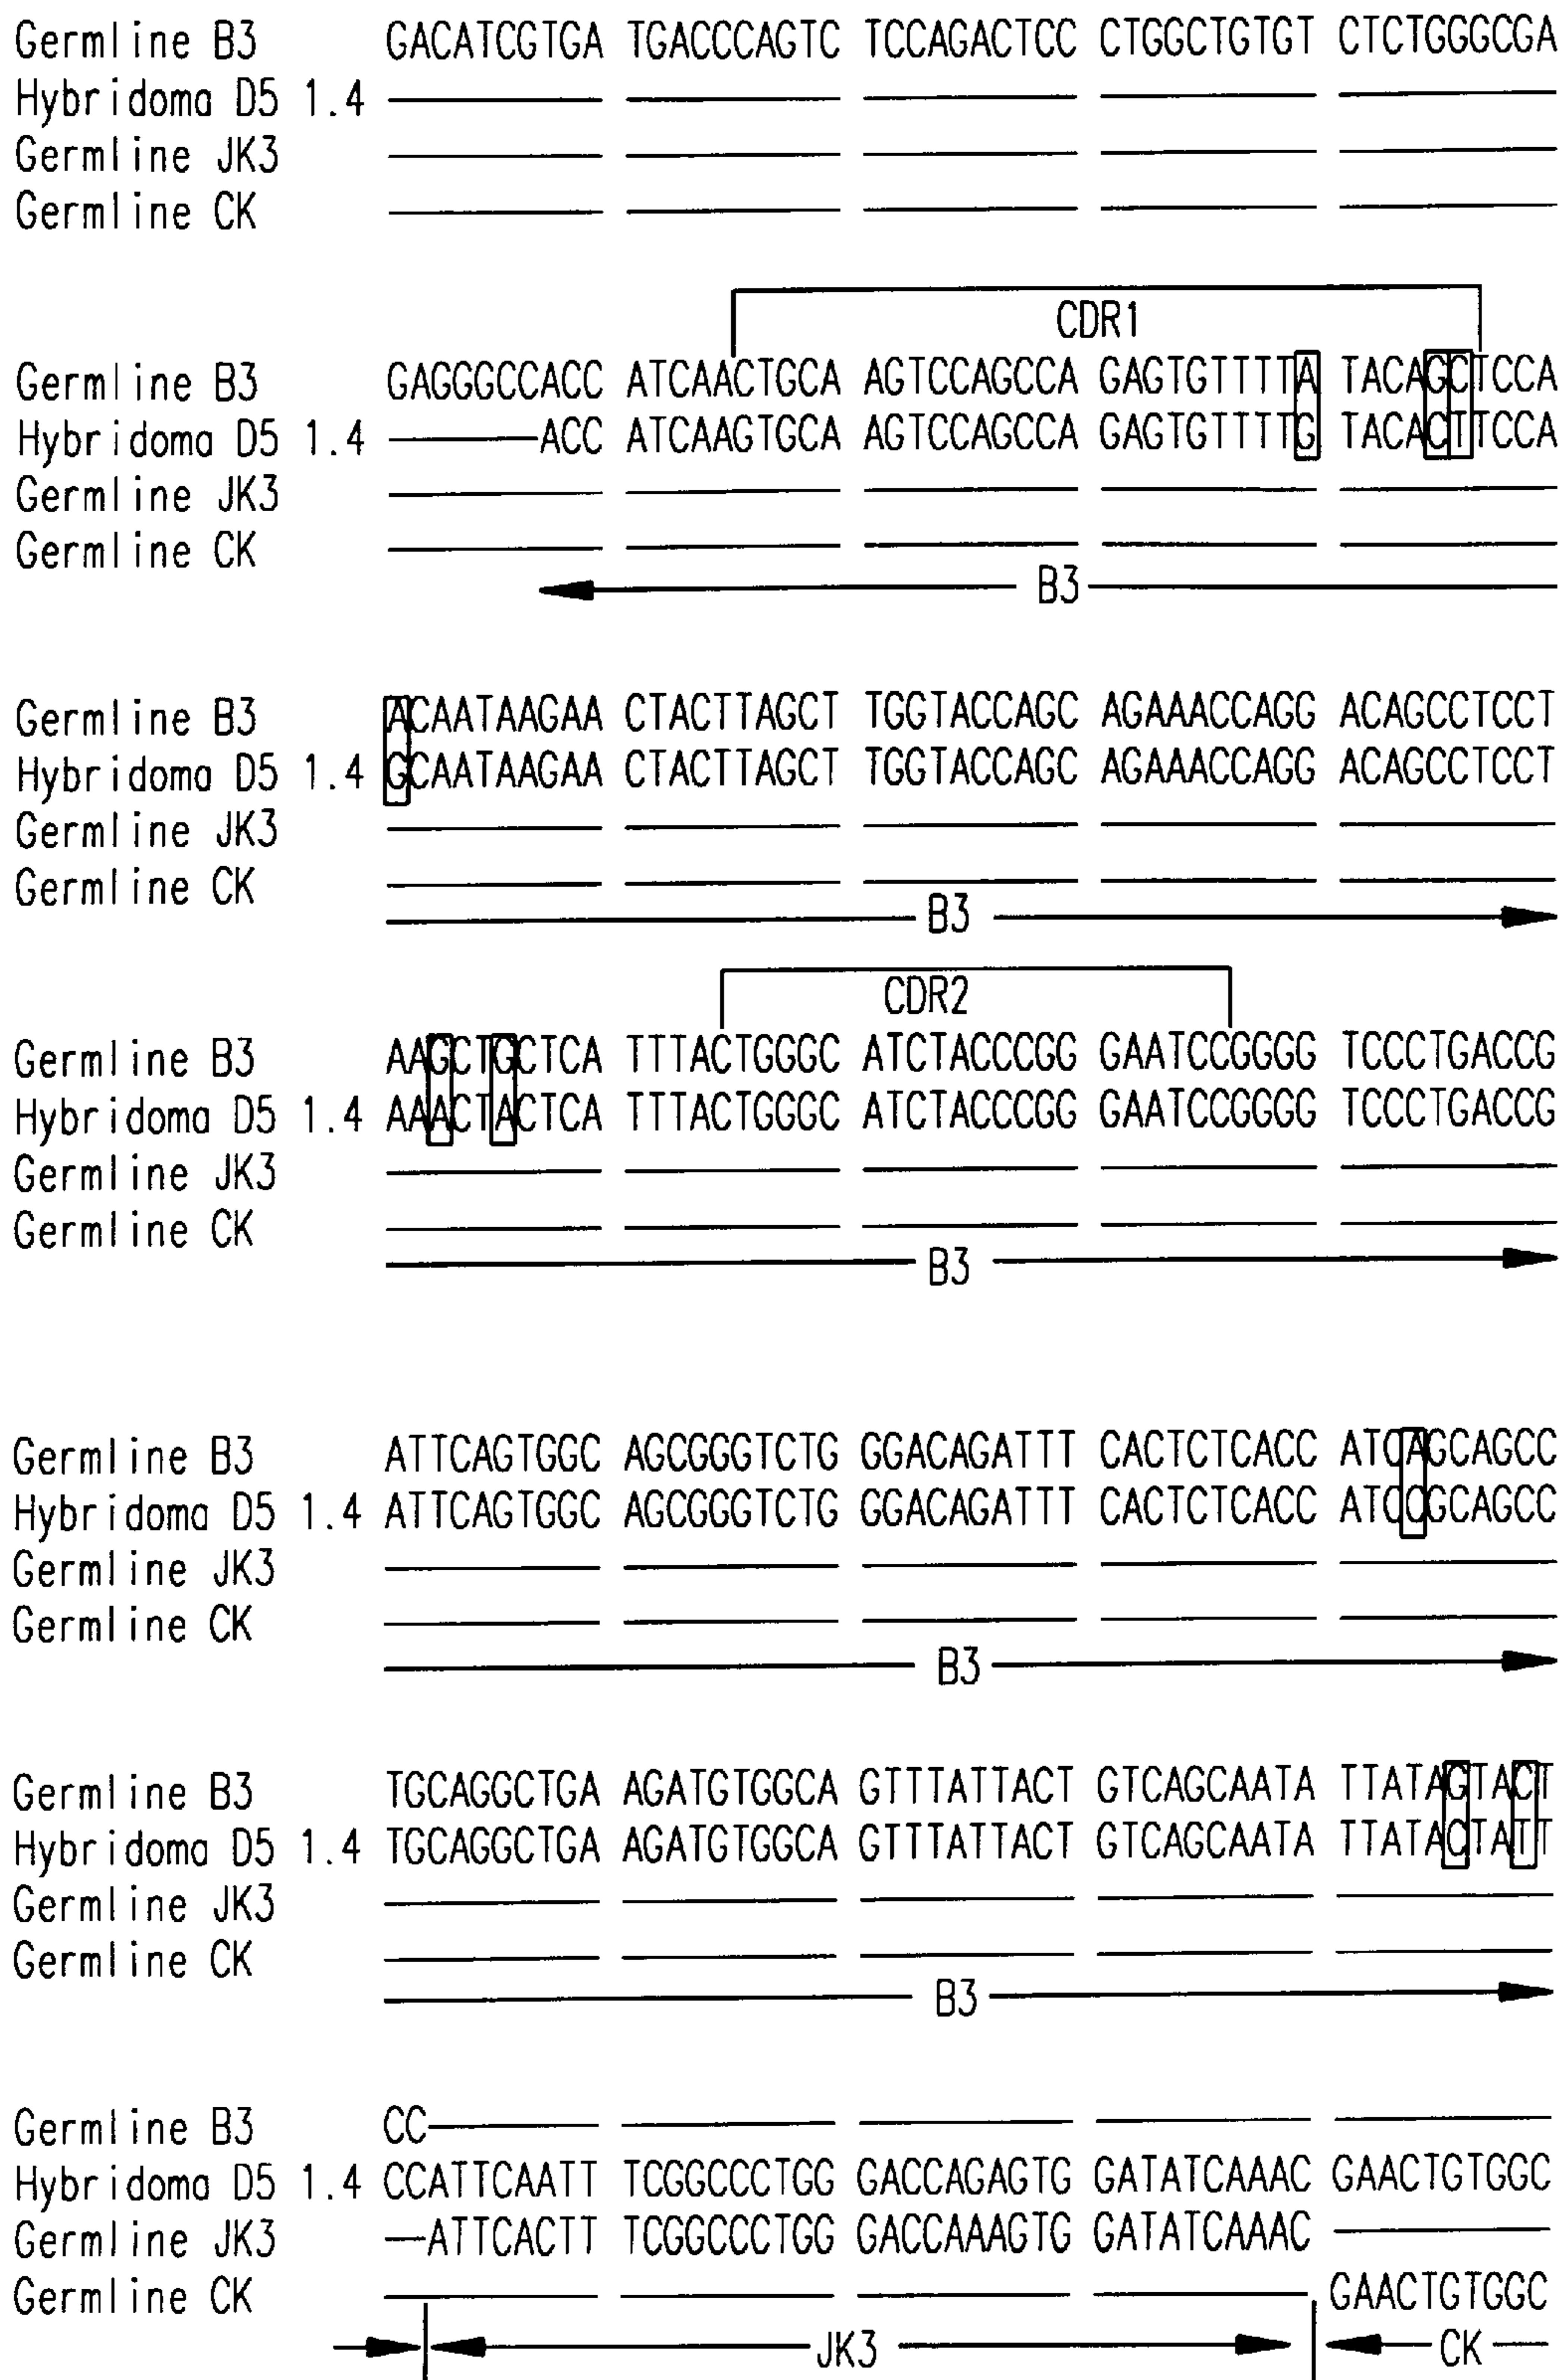 Germline B3 GACATCGTGA TGACCCAGTC TCCAGACTCC CTGGCTGTGT CTCTGGGCGA
Hybridoma D5 1.4
Germline JK3
Germline CK
CDR1
Germline B3 GAGGGCCACC ATCAACTGCA AGTCCAGCCA GAGTGTTTTA TACAGCTCCA
Hybridoma D5 1.4 ACC ATCAAGTGCA AGTCCAGCCA GAGTGTTTTG TACACTTCCA
Germline JK3
Germline CK
B3
Germline B3 ACAATAAGAA CTACTTAGCT TGGTACCAGC AGAAACCAGG ACAGCCTCCT
Hybridoma D5 1.4 GCAATAAGAA CTACTTAGCT TGGTACCAGC AGAAACCAGG ACAGCCTCCT
Germline JK3
Germline CK
B3
CDR2
Germline B3 AAGCTGCTCA TTTACTGGGC ATCTACCCGG GAATCCGGGG TCCCTGACCG
Hybridoma D5 1.4 AAACTACTCA TTTACTGGGC ATCTACCCGG GAATCCGGGG TCCCTGACCG
Germline JK3
Germline CK
B3
Germline B3 ATTCAGTGGC AGCGGGTCTG GGACAGATTT CACTCTCACC ATCAGCAGCC
Hybridoma D5 1.4 ATTCAGTGGC AGCGGGTCTG GGACAGATTT CACTCTCACC ATCCGCAGCC
Germline JK3
Germline CK
B3
Germline B3 TGCAGGCTGA AGATGTGGCA GTTTATTACT GTCAGCAATA TTATAGTACT
Hybridoma D5 1.4 TGCAGGCTGA AGATGTGGCA GTTTATTACT GTCAGCAATA TTATACTATT
Germline JK3
Germline CK
B3
Germline B3 CC
Hybridoma D5 1.4 CCATTCAATT TCGGCCCTGG GACCAGAGTG GATATCAAAC GAACTGTGGC
Germline JK3 ATTCACTT TCGGCCCTGG GACCAAAGTG GATATCAAAC
Germline CK GAACTGTGGC
JK3 CK